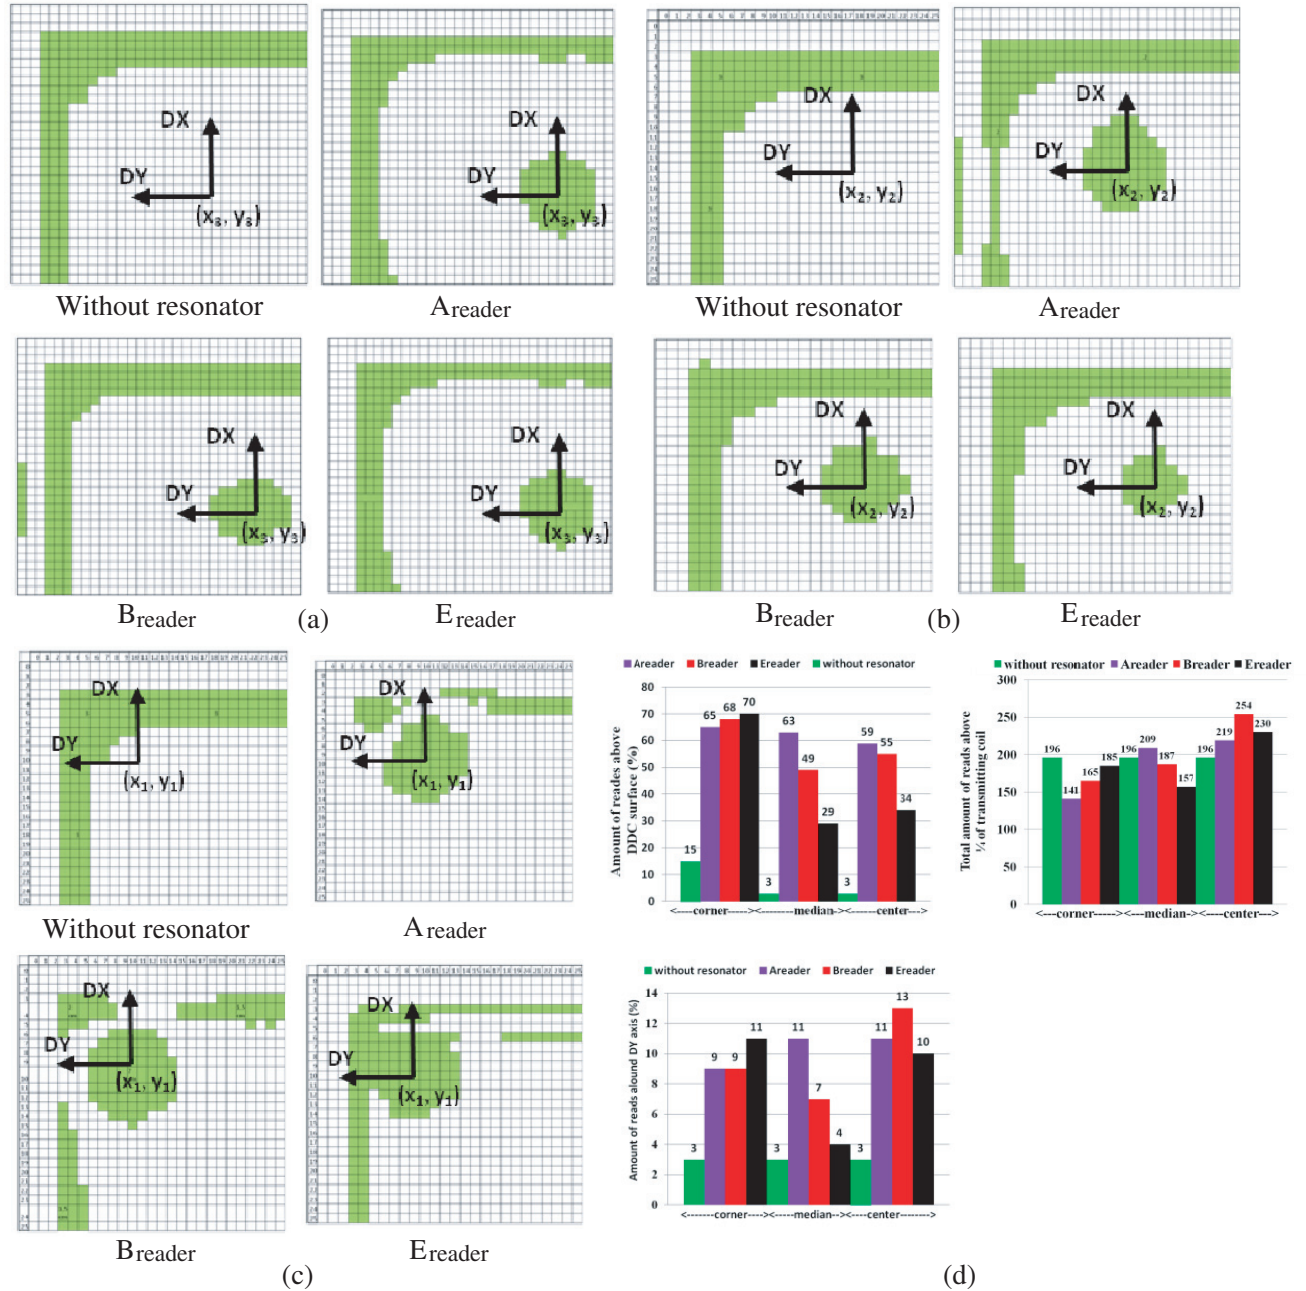 DX
DY
(x₃, y₃)
Without resonator
DX
DY
(x₃, y₃)
Areader
DX
DY
(x₂, y₂)
Without resonator
DX
DY
(x₂, y₂)
Areader
DX
DY
(x₃, y₃)
Breader
DX
DY
(x₃, y₃)
Ereader
(a)
DX
DY
(x₂, y₂)
Breader
DX
DY
(x₂, y₂)
Ereader
(b)
DX
DY
(x₁, y₁)
Without resonator
DX
DY
(x₁, y₁)
Areader
DX
DY
(x₁, y₁)
Breader
DX
DY
(x₁, y₁)
Ereader
(c)
Areader Breader Ereader without resonator
Amount of reades above
DDC surface (%)
80
70
60
50
40
30
20
10
0
15 65 68 70
3 63 49 29
3 59 55 34
<----corner-----> <--------median--><-----center--->
without resonator Areader Breader Ereader
Total amount of reads above
¼ of transmitting coil
300
250
200
150
100
50
0
196 141 165 185
196 209 187 157
196 219 254 230
<---corner-----><---median-><----center--->
without resonator Areader Breader Ereader
Amount of reads alound DY axis (%)
14
12
10
8
6
4
2
0
3 9 9 11
3 11 7 4
3 11 13 10
<-------corner----><-----median--><----center-------->
(d)